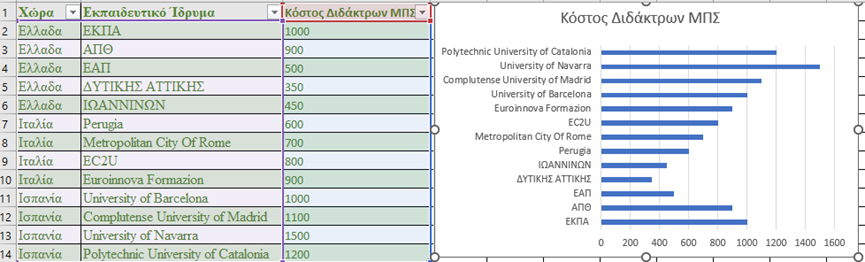 1 Χώρα Εκπαιδευτικό Ίδρυμα Κόστος Διδάκτρων ΜΠΣ
2 Ελλαδα ΕΚΠΑ 1000
3 Ελλαδα ΑΠΘ 900
4 Ελλαδα ΕΑΠ 500
5 Ελλαδα ΔΥΤΙΚΗΣ ΑΤΤΙΚΗΣ 350
6 Ελλαδα ΙΩΑΝΝΙΝΩΝ 450
7 Ιταλία Perugia 600
8 Ιταλία Metropolitan City Of Rome 700
9 Ιταλία EC2U 800
10 Ιταλία Euroinnova Formazion 900
11 Ισπανία University of Barcelona 1000
12 Ισπανία Complutense University of Madrid 1100
13 Ισπανία University of Navarra 1500
14 Ισπανία Polytechnic University of Catalonia 1200
Κόστος Διδάκτρων ΜΠΣ
Polytechnic University of Catalonia
University of Navarra
Complutense University of Madrid
University of Barcelona
Euroinnova Formazion
EC2U
Metropolitan City Of Rome
Perugia
ΙΩΑΝΝΙΝΩΝ
ΔΥΤΙΚΗΣ ΑΤΤΙΚΗΣ
ΕΑΠ
ΑΠΘ
ΕΚΠΑ
0 200 400 600 800 1000 1200 1400 1600